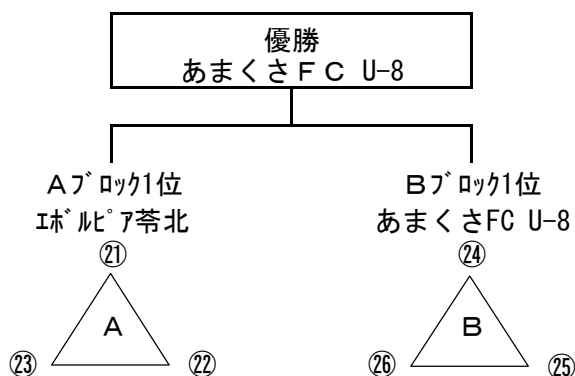 優勝
あまくさＦＣ U-8
Aﾌﾞﾛｯｸ1位
Bﾌﾞﾛｯｸ1位
ｴﾎﾞﾙﾋﾟｱ苓北
あまくさFC U-8
㉑
㉔
A
B
㉓
㉒
㉖
㉕